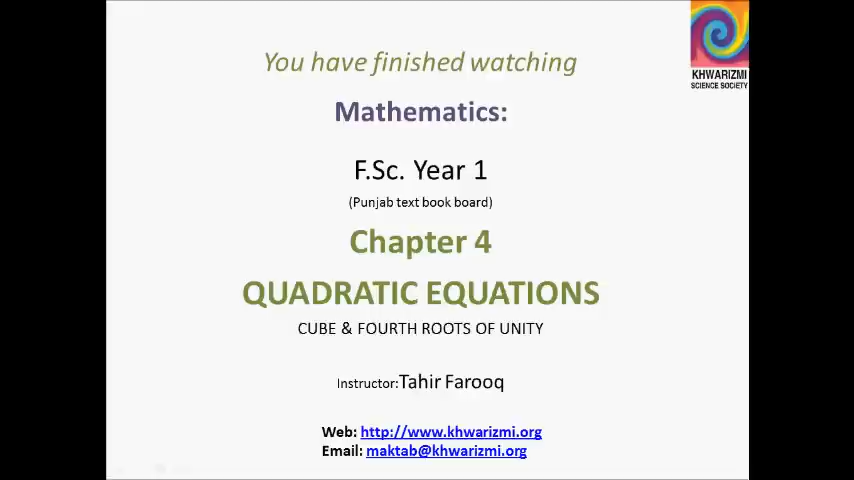 KHWARIZMI
SCIENCE SOCIETY
You have finished watching
Mathematics:
F.Sc. Year 1
(Punjab text book board)
Chapter 4
QUADRATIC EQUATIONS
CUBE & FOURTH ROOTS OF UNITY
Instructor:Tahir Farooq
Web: http://www.khwarizmi.org
Email: maktab@khwarizmi.org